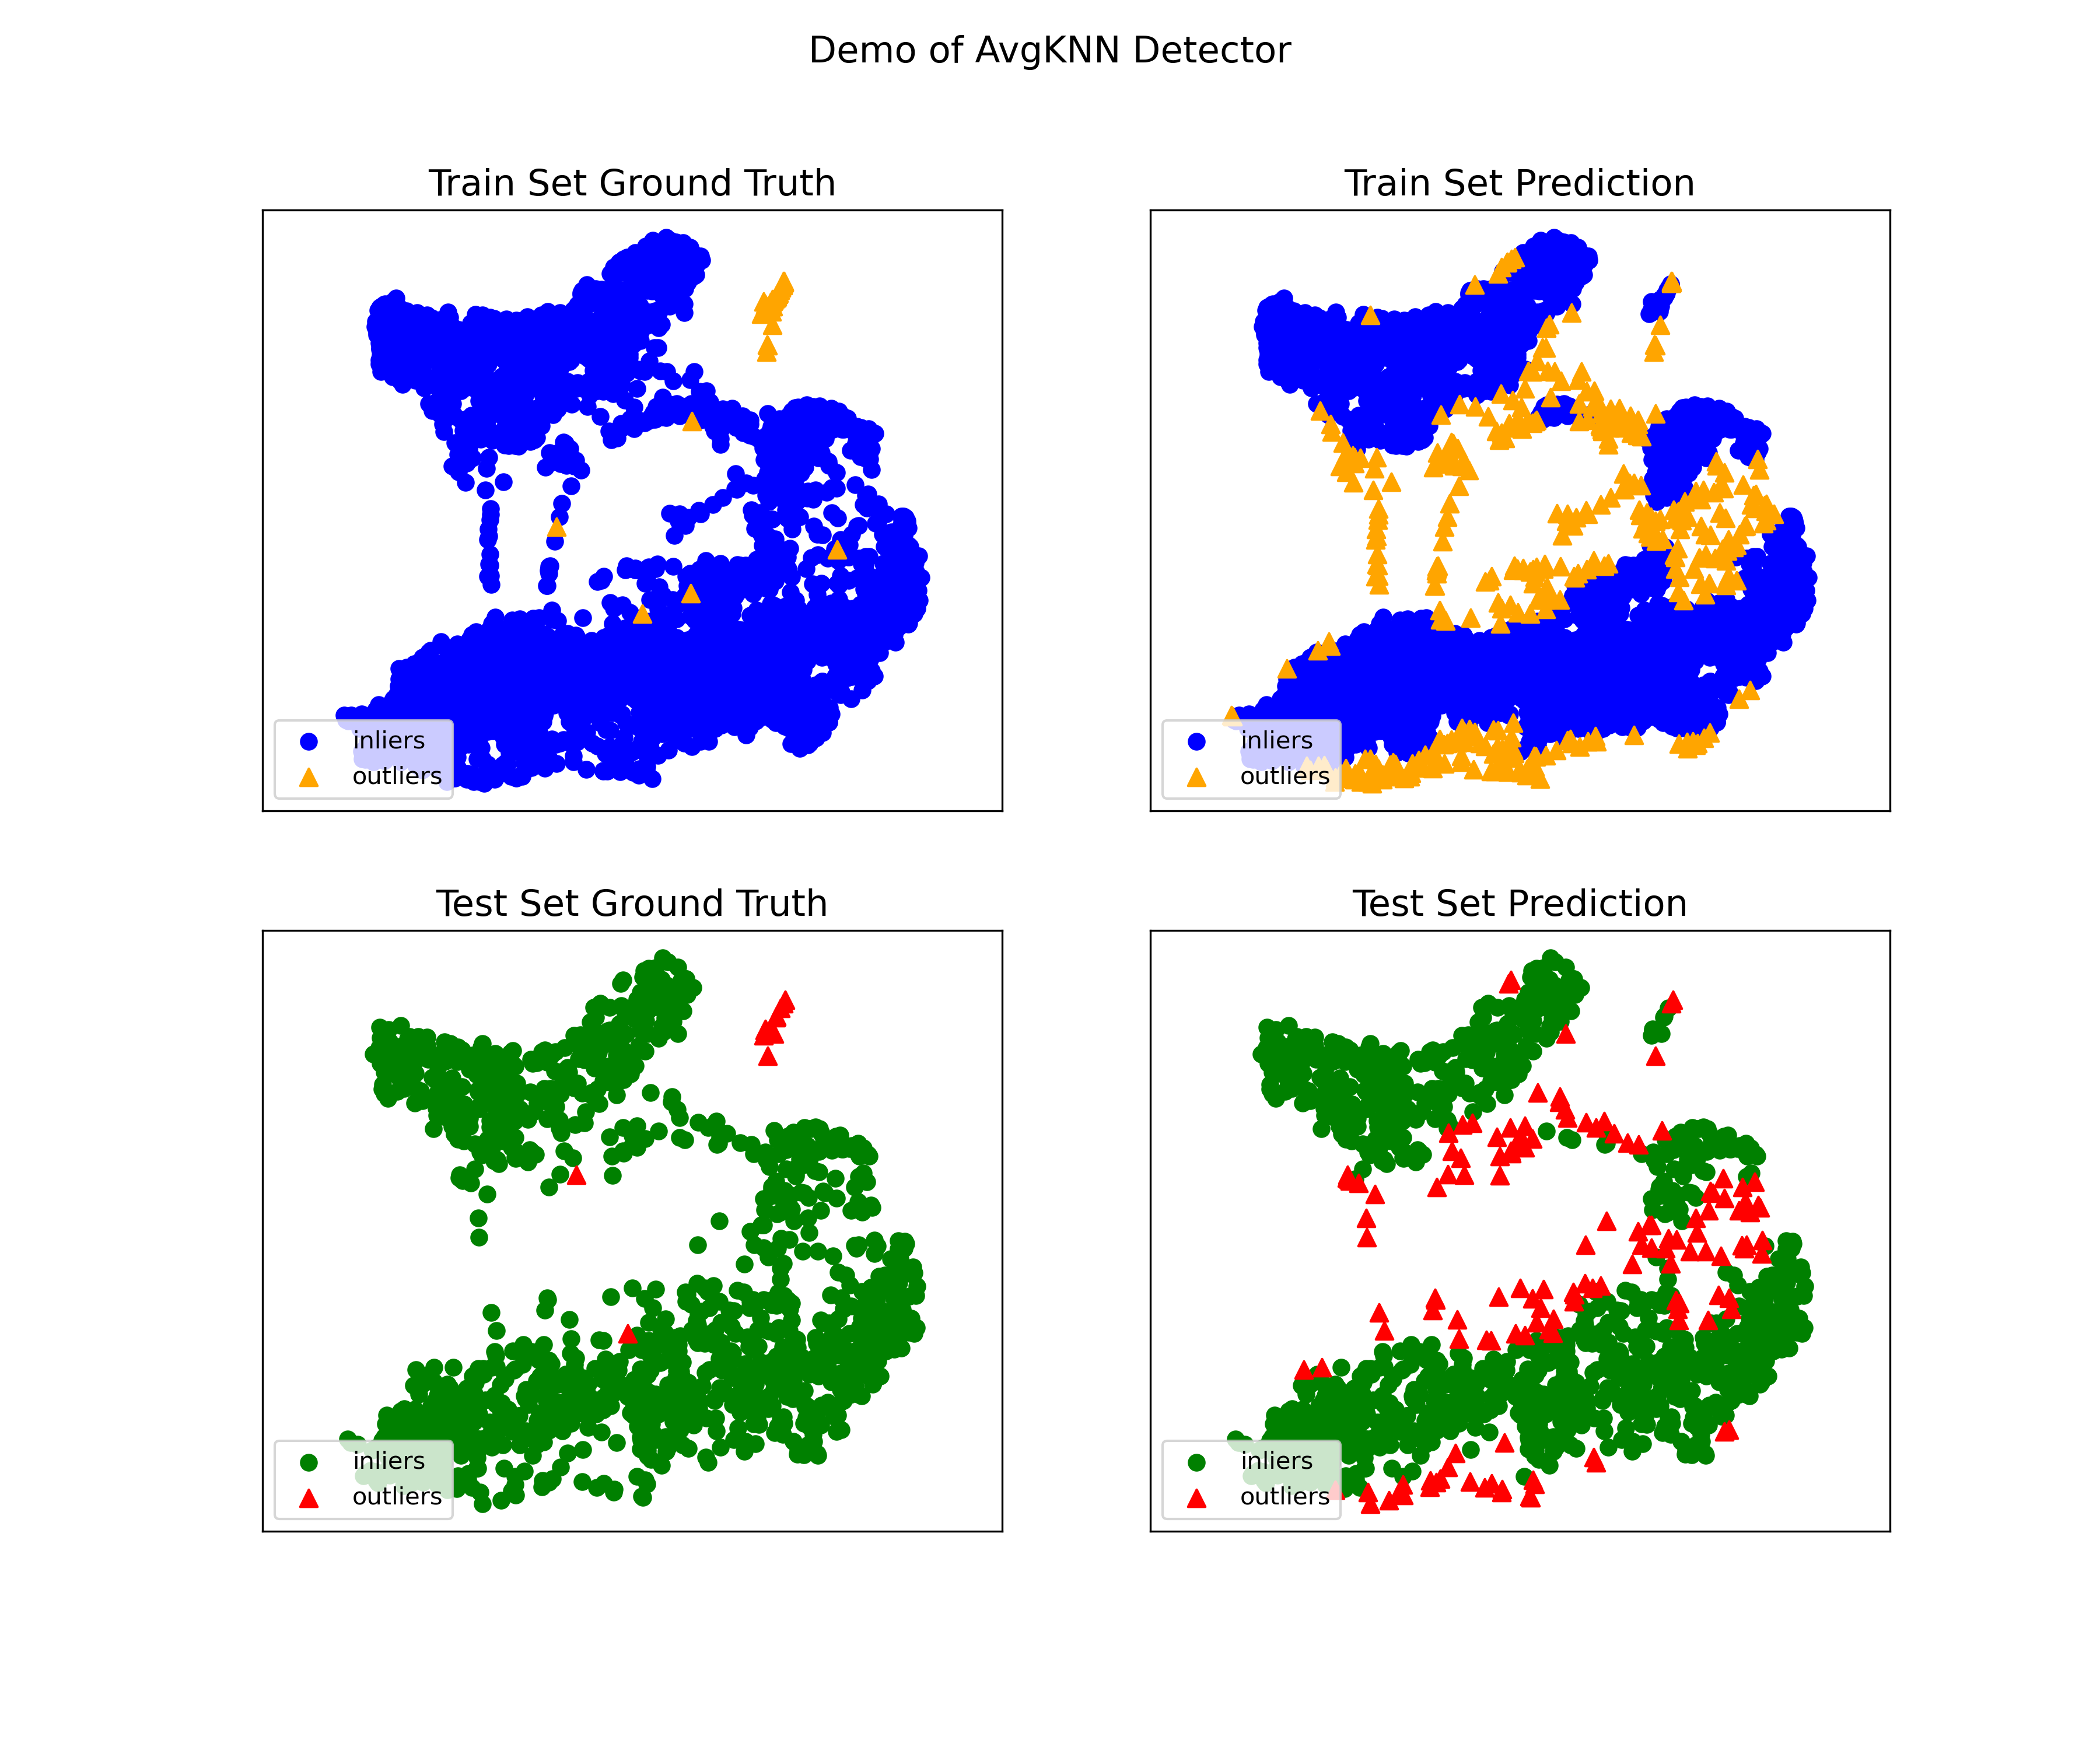 Demo of AvgKNN Detector
Train Set Ground Truth
inliers
outliers
Train Set Prediction
inliers
outliers
Test Set Ground Truth
inliers
outliers
Test Set Prediction
inliers
outliers